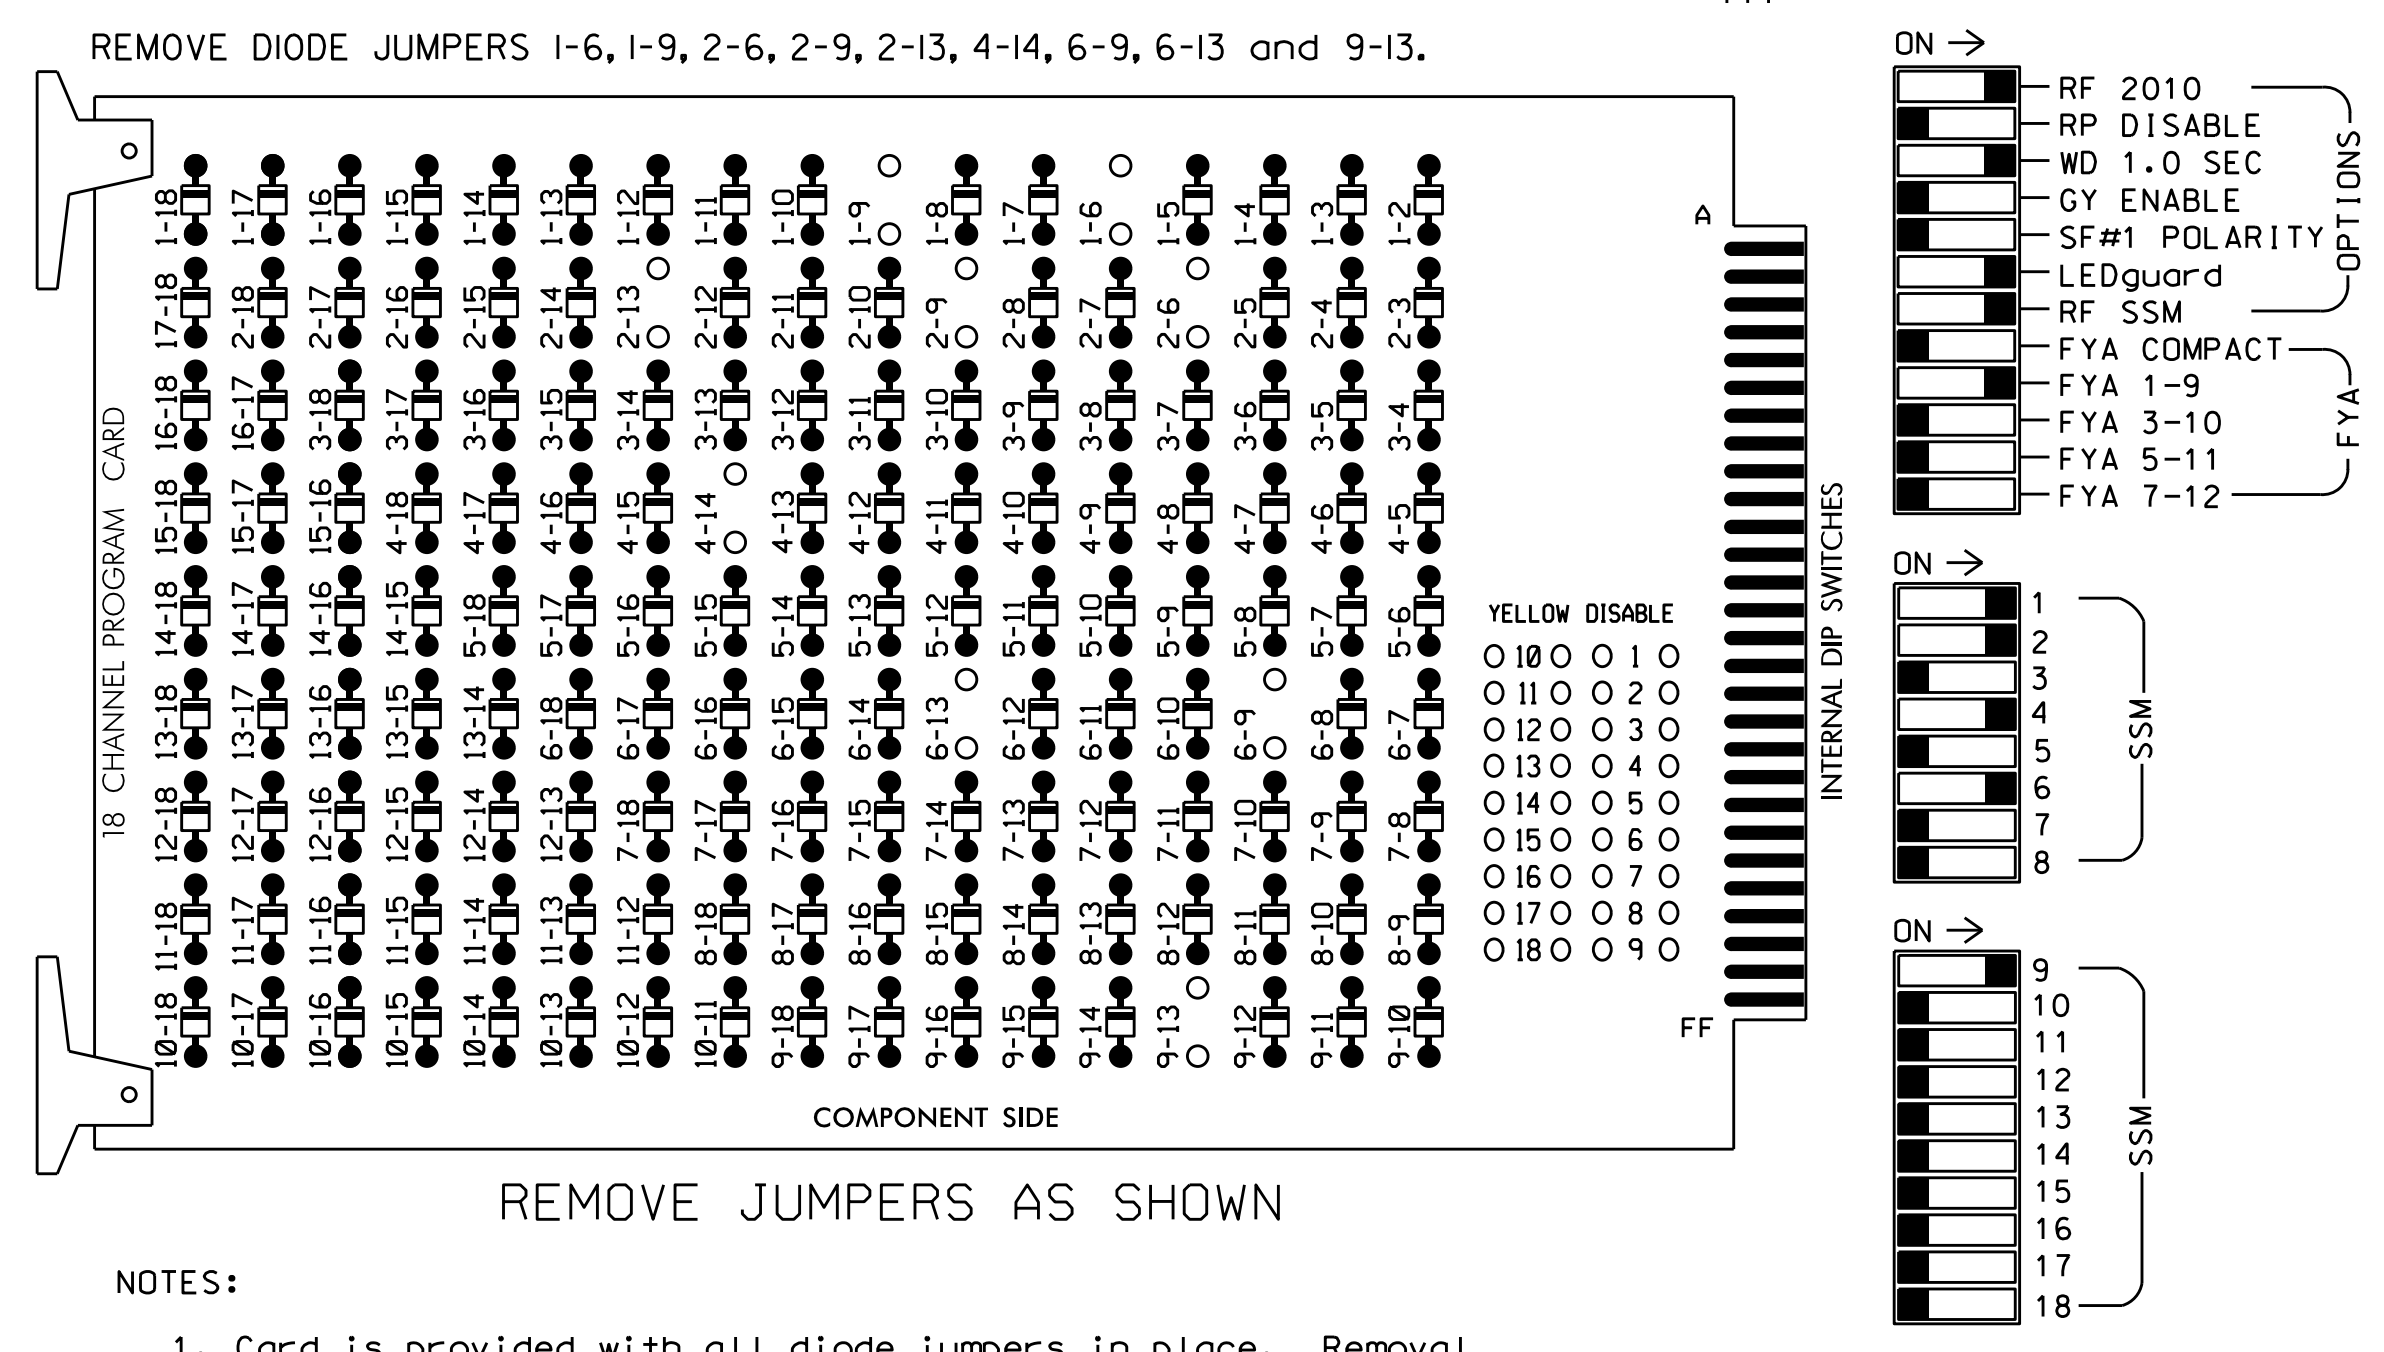 REMOVE DIODE JUMPERS 1-6, 1-9, 2-6, 2-9, 2-13, 4-14, 6-9, 6-13 and 9-13.
18 CHANNEL PROGRAM CARD
1-18 1-17 1-16 1-15 1-14 1-13 1-12 1-11 1-10 1-9 1-8 1-7 1-6 1-5 1-4 1-3 1-2
17-18 2-18 2-17 2-16 2-15 2-14 2-13 2-12 2-11 2-10 2-9 2-8 2-7 2-6 2-5 2-4 2-3
16-18 16-17 3-18 3-17 3-16 3-15 3-14 3-13 3-12 3-11 3-10 3-9 3-8 3-7 3-6 3-5 3-4
15-18 15-17 15-16 4-18 4-17 4-16 4-15 4-14 4-13 4-12 4-11 4-10 4-9 4-8 4-7 4-6 4-5
14-18 14-17 14-16 14-15 5-18 5-17 5-16 5-15 5-14 5-13 5-12 5-11 5-10 5-9 5-8 5-7 5-6
13-18 13-17 13-16 13-15 13-14 6-18 6-17 6-16 6-15 6-14 6-13 6-12 6-11 6-10 6-9 6-8 6-7
12-18 12-17 12-16 12-15 12-14 12-13 7-18 7-17 7-16 7-15 7-14 7-13 7-12 7-11 7-10 7-9 7-8
11-18 11-17 11-16 11-15 11-14 11-13 11-12 8-18 8-17 8-16 8-15 8-14 8-13 8-12 8-11 8-10 8-9
10-18 10-17 10-16 10-15 10-14 10-13 10-12 10-11 9-18 9-17 9-16 9-15 9-14 9-13 9-12 9-11 9-10
COMPONENT SIDE
A
YELLOW DISABLE
10 1
11 2
12 3
13 4
14 5
15 6
16 7
17 8
18 9
FF
INTERNAL DIP SWITCHES
ON
RF 2010
RP DISABLE
WD 1.0 SEC
GY ENABLE
SF#1 POLARITY
LEDguard
RF SSM
OPTIONS
FYA COMPACT
FYA 1-9
FYA 3-10
FYA 5-11
FYA 7-12
FYA
ON
1
2
3
4
5
6
7
8
SSM
ON
9
10
11
12
13
14
15
16
17
18
SSM
REMOVE JUMPERS AS SHOWN
NOTES:
1. Card is provided with all diode jumpers in place. Removal